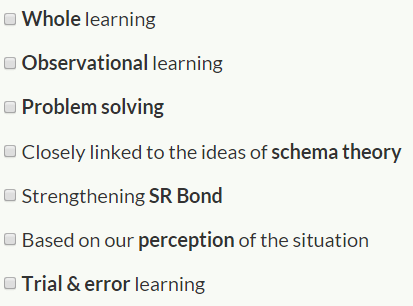 Whole learning
Observational learning
Problem solving
Closely linked to the ideas of schema theory
Strengthening SR Bond
Based on our perception of the situation
Trial & error learning